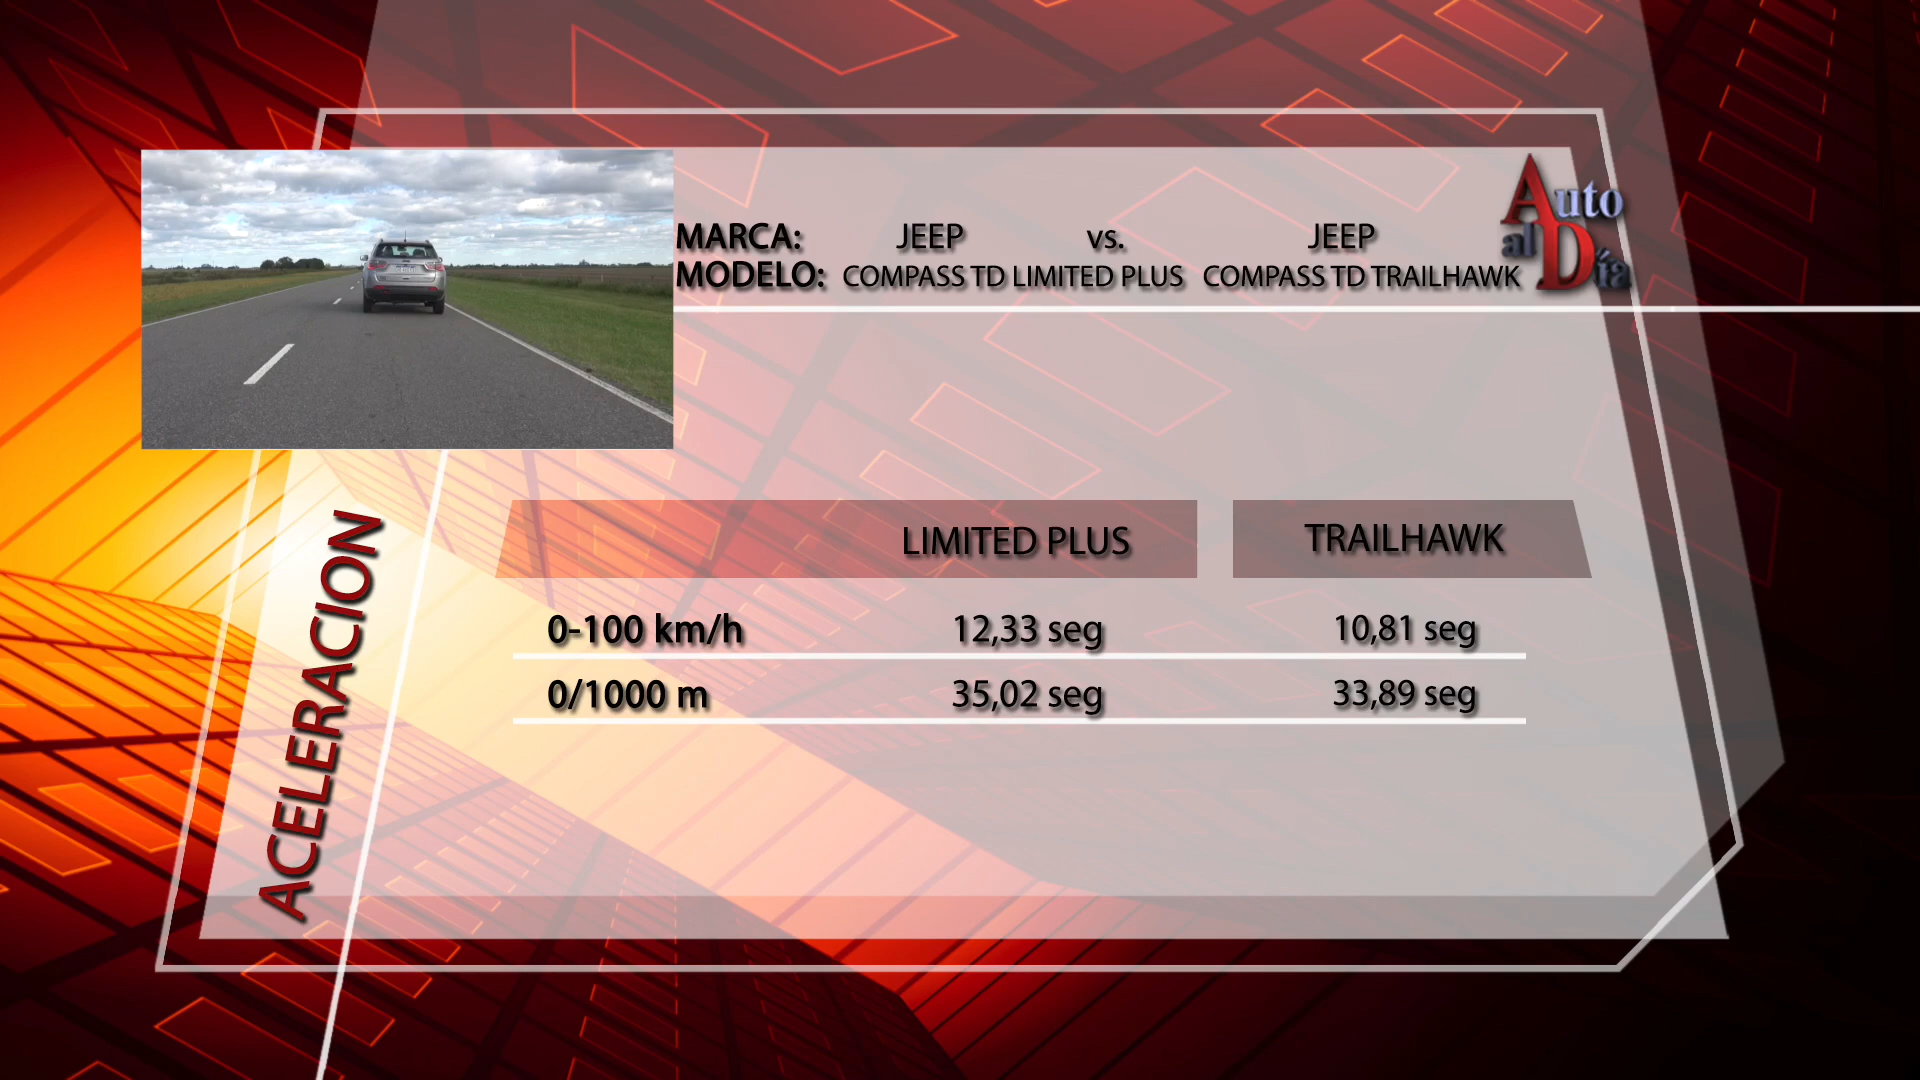 MARCA: JEEP vs. JEEP
MODELO: COMPASS TD LIMITED PLUS COMPASS TD TRAILHAWK
Auto
al Día
ACELERACION
LIMITED PLUS TRAILHAWK
0-100 km/h 12,33 seg 10,81 seg
0/1000 m 35,02 seg 33,89 seg